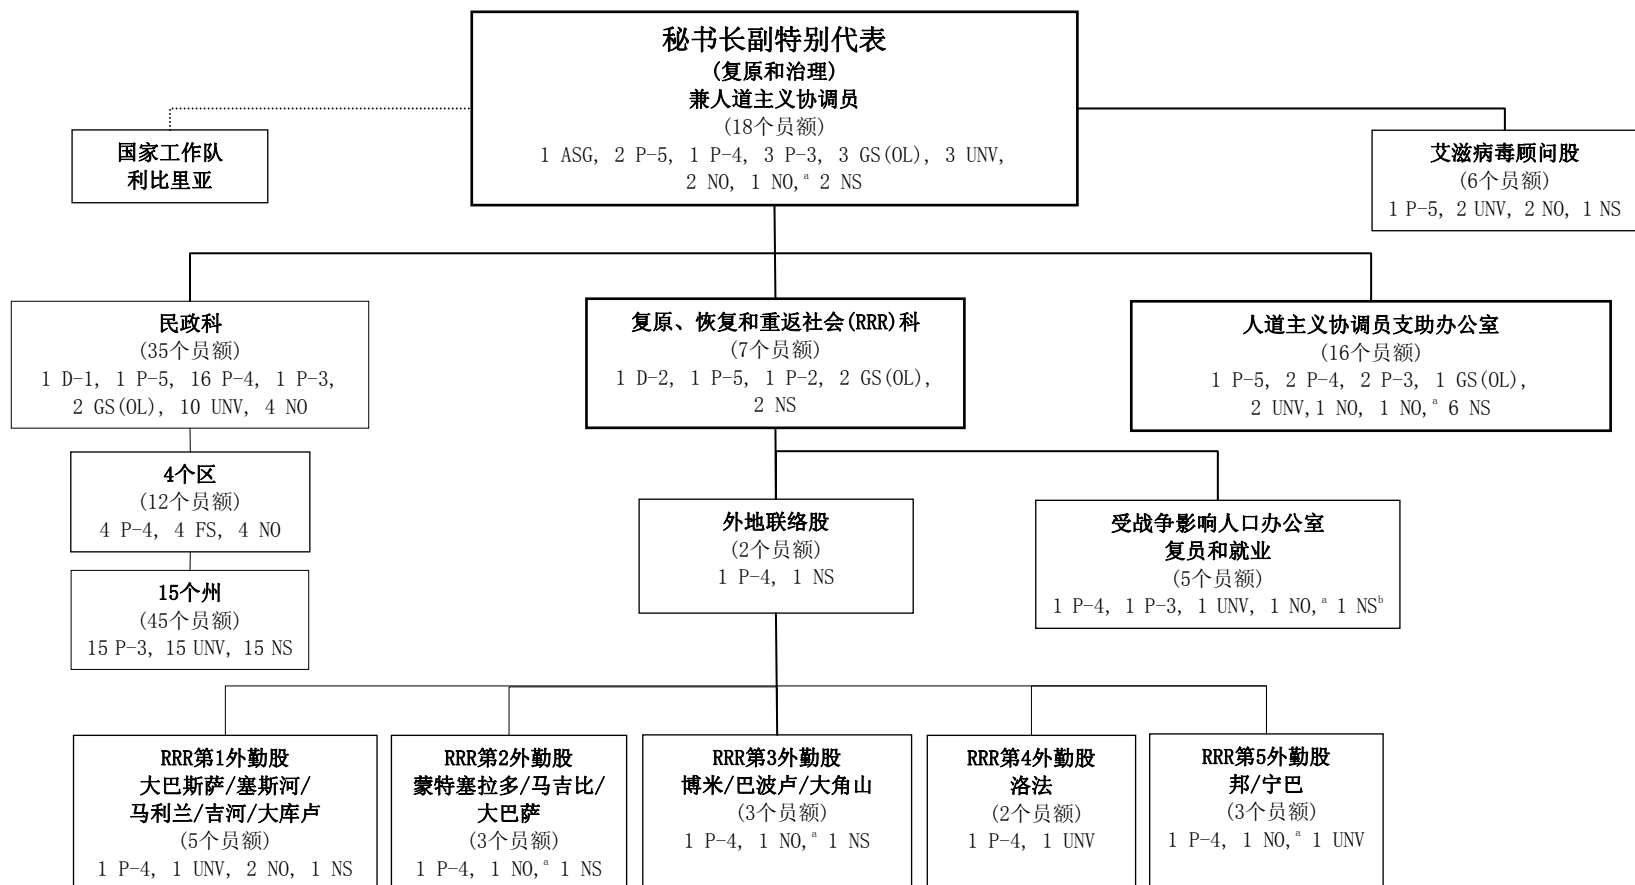 秘书长副特别代表
(复原和治理)
兼人道主义协调员
(18个员额)
1 ASG, 2 P-5, 1 P-4, 3 P-3, 3 GS(OL), 3 UNV,
2 NO, 1 NO,ª 2 NS
国家工作队
利比里亚
艾滋病毒顾问股
(6个员额)
1 P-5, 2 UNV, 2 NO, 1 NS
民政科
(35个员额)
1 D-1, 1 P-5, 16 P-4, 1 P-3,
2 GS(OL), 10 UNV, 4 NO
复原、恢复和重返社会(RRR)科
(7个员额)
1 D-2, 1 P-5, 1 P-2, 2 GS(OL),
2 NS
人道主义协调员支助办公室
(16个员额)
1 P-5, 2 P-4, 2 P-3, 1 GS(OL),
2 UNV,1 NO, 1 NO,ª 6 NS
4个区
(12个员额)
4 P-4, 4 FS, 4 NO
15个州
(45个员额)
15 P-3, 15 UNV, 15 NS
外地联络股
(2个员额)
1 P-4, 1 NS
受战争影响人口办公室
复员和就业
(5个员额)
1 P-4, 1 P-3, 1 UNV, 1 NO,ª 1 NSᵇ
RRR第1外勤股
大巴斯萨/塞斯河/
马利兰/吉河/大库卢
(5个员额)
1 P-4, 1 UNV, 2 NO, 1 NS
RRR第2外勤股
蒙特塞拉多/马吉比/
大巴萨
(3个员额)
1 P-4, 1 NO,ª 1 NS
RRR第3外勤股
博米/巴波卢/大角山
(3个员额)
1 P-4, 1 NO,ª 1 NS
RRR第4外勤股
洛法
(2个员额)
1 P-4, 1 UNV
RRR第5外勤股
邦/宁巴
(3个员额)
1 P-4, 1 NO,ª 1 UNV